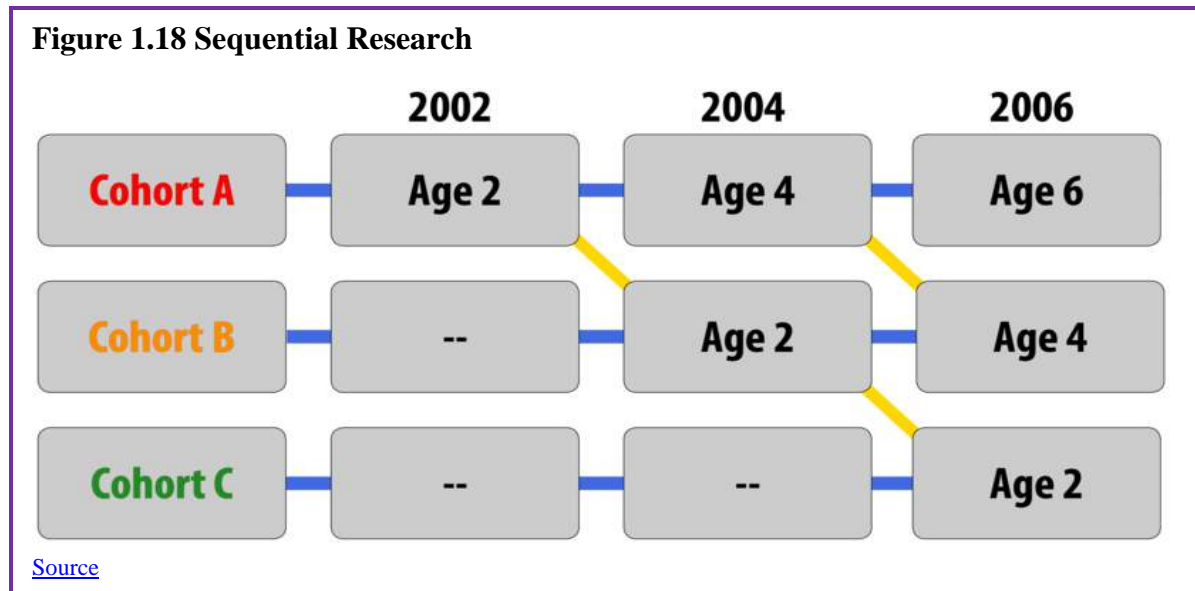 Figure 1.18 Sequential Research
2002 2004 2006
Cohort A Age 2 Age 4 Age 6
Cohort B -- Age 2 Age 4
Cohort C -- -- Age 2
Source